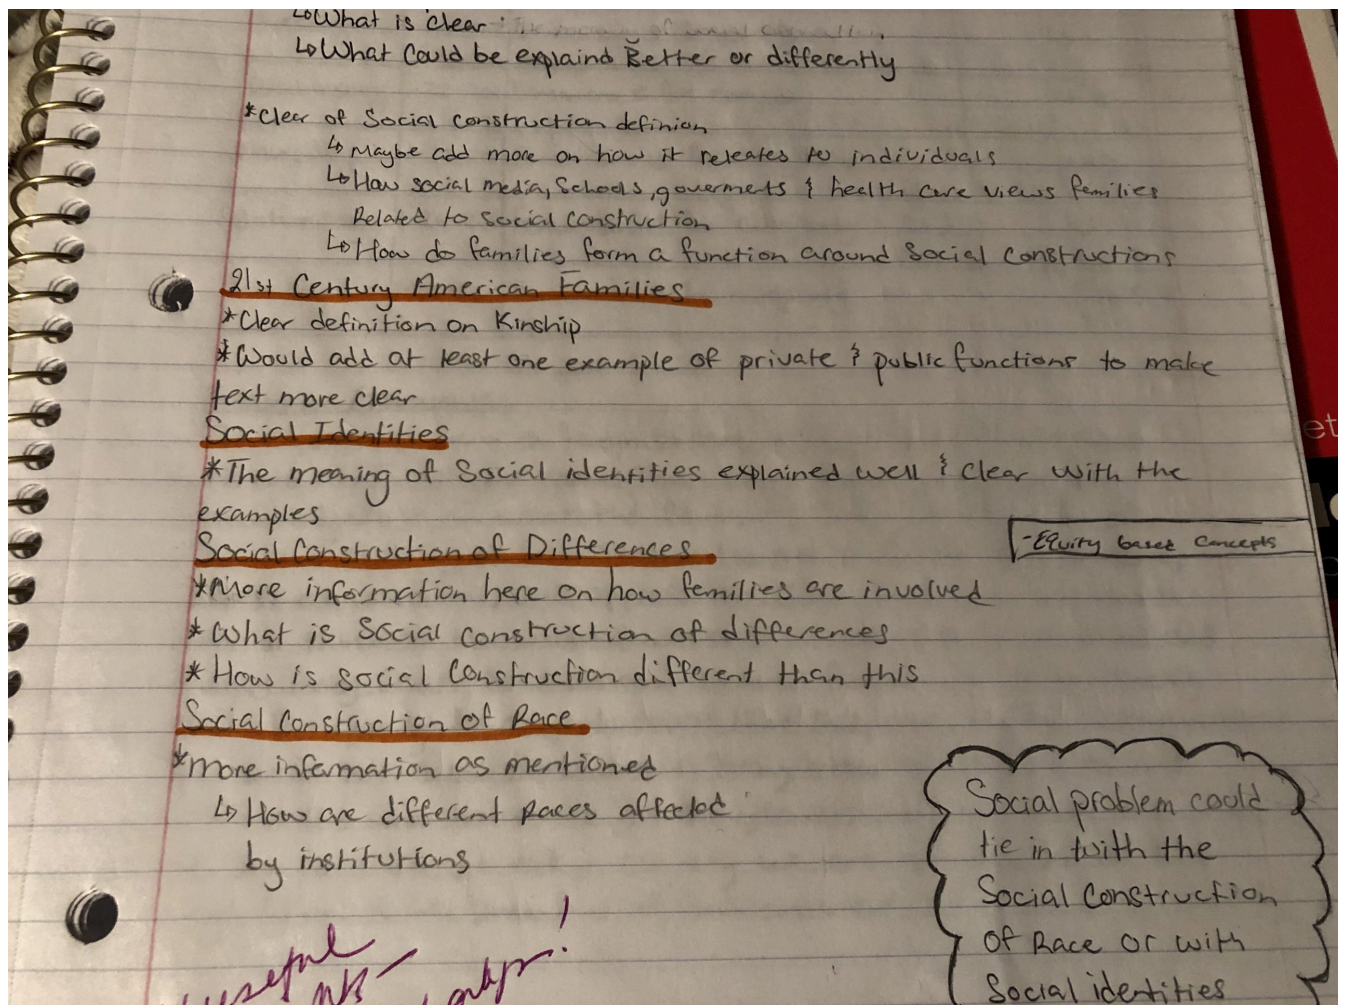 ↳What is clear:
↳What Could be explaind Better or differently
*Clear of Social Construction definion
↳ Maybe add more on how it releates to individuals
↳How social media, Schools, goverments & health care views families
Related to Social Construction
↳How do families form a function around Social Constructions
21st Century American Families
*Clear definition on Kinship
*Would add at least one example of private & public functions to make
text more clear
Social Identities
*The meaning of Social identities explained well & clear with the
examples
Social Construction of Differences
-Equity based Concepts
*More information here on how families are involved
*What is Social construction of differences
*How is social Construction different than this
Social Construction of Race
*more information as mentioned
↳ How are different Races affected
by institutions
Social problem could
tie in with the
Social Construction
Of Race or with
Social identities
useful
et